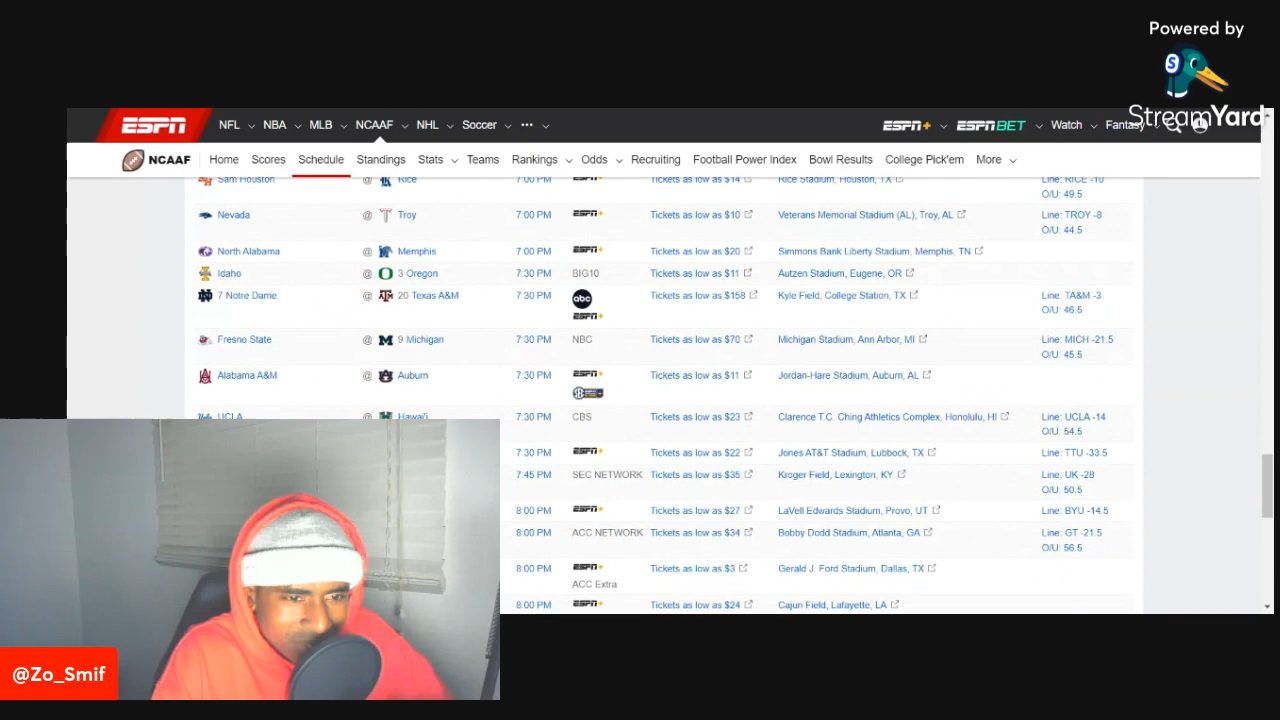 Powered by
StreamYard
ESPN NFL NBA MLB NCAAF NHL Soccer ESPN+ ESPN BET Watch Fantasy
NCAAF Home Scores Schedule Standings Stats Teams Rankings Odds Recruiting Football Power Index Bowl Results College Pick'em More
Sam Houston @ Rice 7:00 PM ESPN+ Tickets as low as $14 Rice Stadium, Houston, TX Line: RICE -10
O/U: 49.5
Nevada @ Troy 7:00 PM ESPN+ Tickets as low as $10 Veterans Memorial Stadium (AL), Troy, AL Line: TROY -8
O/U: 44.5
North Alabama @ Memphis 7:00 PM ESPN+ Tickets as low as $20 Simmons Bank Liberty Stadium, Memphis, TN
Idaho @ 3 Oregon 7:30 PM BIG10 Tickets as low as $11 Autzen Stadium, Eugene, OR
7 Notre Dame @ 20 Texas A&M 7:30 PM abc Tickets as low as $158 Kyle Field, College Station, TX Line: TA&M -3
ESPN+ O/U: 46.5
Fresno State @ 9 Michigan 7:30 PM NBC Tickets as low as $70 Michigan Stadium, Ann Arbor, MI Line: MICH -21.5
O/U: 45.5
Alabama A&M @ Auburn 7:30 PM ESPN+ Tickets as low as $11 Jordan-Hare Stadium, Auburn, AL
UCLA @ Hawai'i 7:30 PM CBS Tickets as low as $23 Clarence T.C. Ching Athletics Complex, Honolulu, HI Line: UCLA -14
O/U: 54.5
7:30 PM ESPN+ Tickets as low as $22 Jones AT&T Stadium, Lubbock, TX Line: TTU -33.5
7:45 PM SEC NETWORK Tickets as low as $35 Kroger Field, Lexington, KY Line: UK -28
O/U: 50.5
8:00 PM ESPN+ Tickets as low as $27 LaVell Edwards Stadium, Provo, UT Line: BYU -14.5
8:00 PM ACC NETWORK Tickets as low as $34 Bobby Dodd Stadium, Atlanta, GA Line: GT -21.5
O/U: 56.5
8:00 PM ESPN+ Tickets as low as $3 Gerald J. Ford Stadium, Dallas, TX
ACC Extra
8:00 PM ESPN+ Tickets as low as $24 Cajun Field, Lafayette, LA
@Zo_Smif